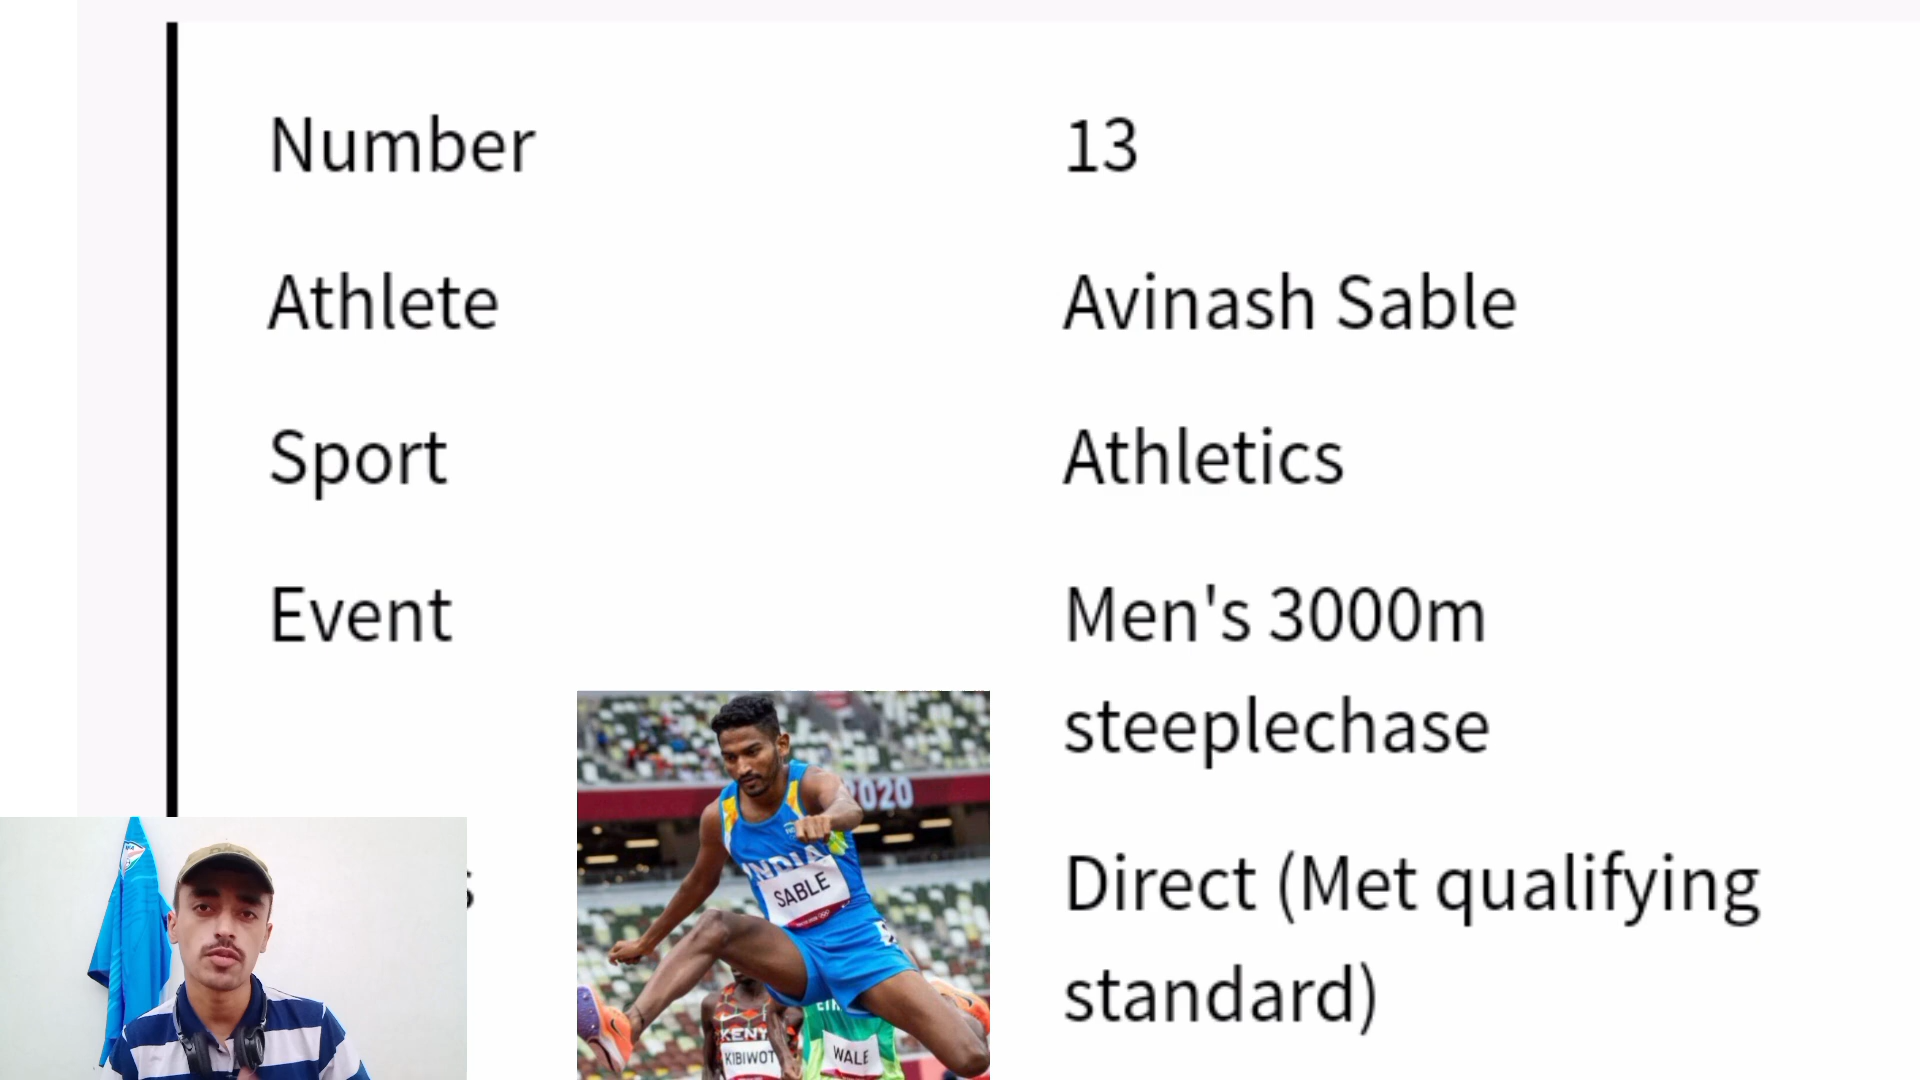 Number 13
Athlete Avinash Sable
Sport Athletics
Event Men's 3000m
steeplechase
Direct (Met qualifying
standard)
2020
INDIA
SABLE
KENY
KIBIWOT
WALE